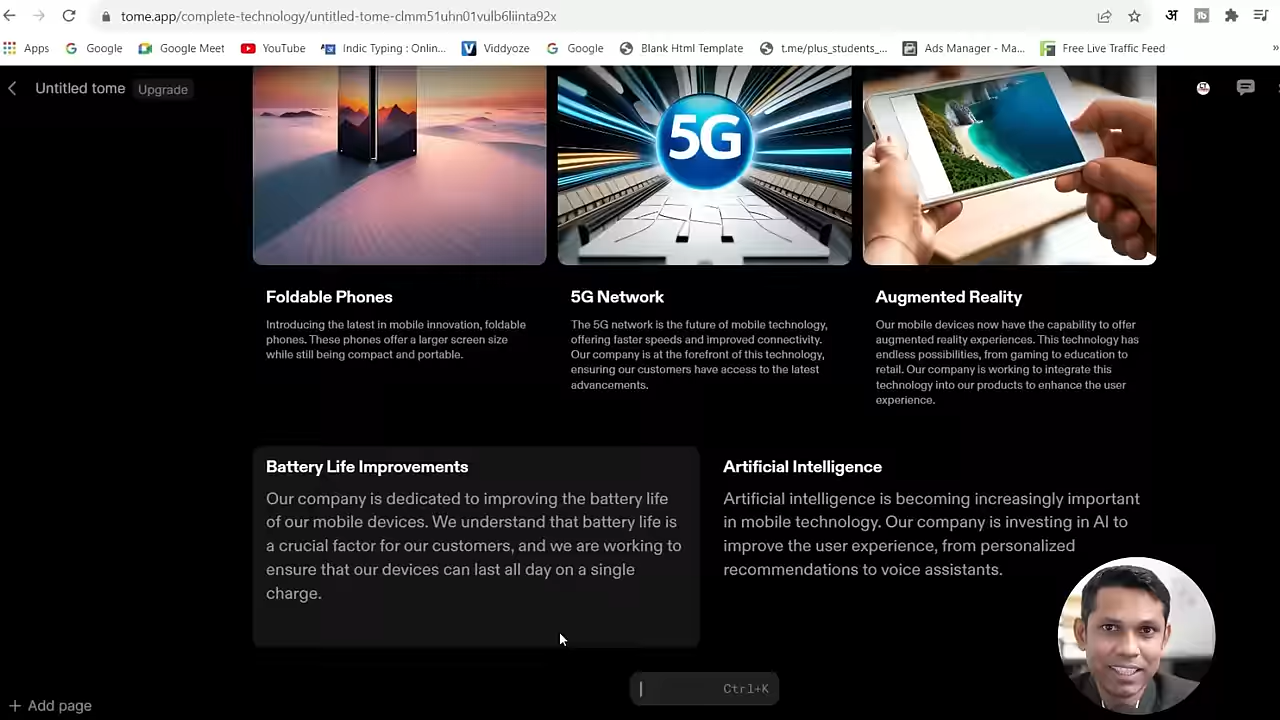 tome.app/complete-technology/untitled-tome-clmm51uhn01vulb6liinta92x
Apps Google Google Meet YouTube Indic Typing : Onlin... Viddyoze Google Blank Html Template t.me/plus_students_... Ads Manager - Ma... Free Live Traffic Feed »
Untitled tome Upgrade
5G
Foldable Phones
Introducing the latest in mobile innovation, foldable
phones. These phones offer a larger screen size
while still being compact and portable.
5G Network
The 5G network is the future of mobile technology,
offering faster speeds and improved connectivity.
Our company is at the forefront of this technology,
ensuring our customers have access to the latest
advancements.
Augmented Reality
Our mobile devices now have the capability to offer
augmented reality experiences. This technology has
endless possibilities, from gaming to education to
retail. Our company is working to integrate this
technology into our products to enhance the user
experience.
Battery Life Improvements
Our company is dedicated to improving the battery life
of our mobile devices. We understand that battery life is
a crucial factor for our customers, and we are working to
ensure that our devices can last all day on a single
charge.
Artificial Intelligence
Artificial intelligence is becoming increasingly important
in mobile technology. Our company is investing in AI to
improve the user experience, from personalized
recommendations to voice assistants.
Ctrl+K
+ Add page